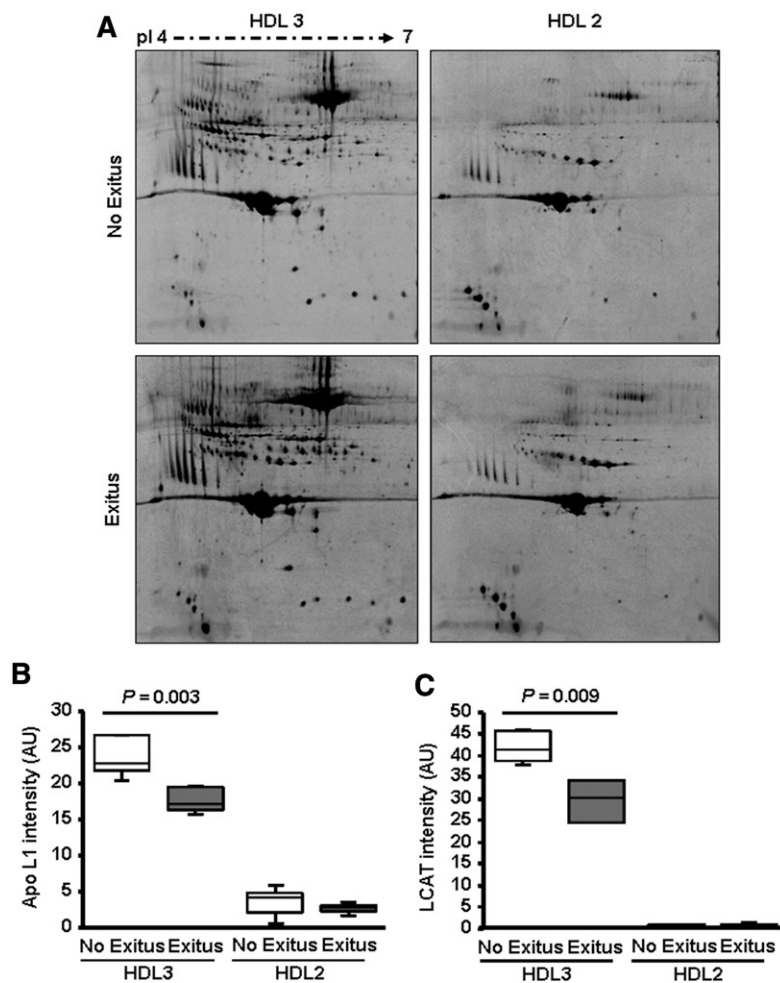 A
HDL 3
HDL 2
pI 4
7
No Exitus
Exitus
B
P = 0.003
Apo L1 intensity (AU)
30
25
20
15
10
5
0
No Exitus Exitus No Exitus Exitus
HDL3 HDL2
C
P = 0.009
LCAT intensity (AU)
50
45
40
35
30
25
20
15
10
5
0
No Exitus Exitus No Exitus Exitus
HDL3 HDL2